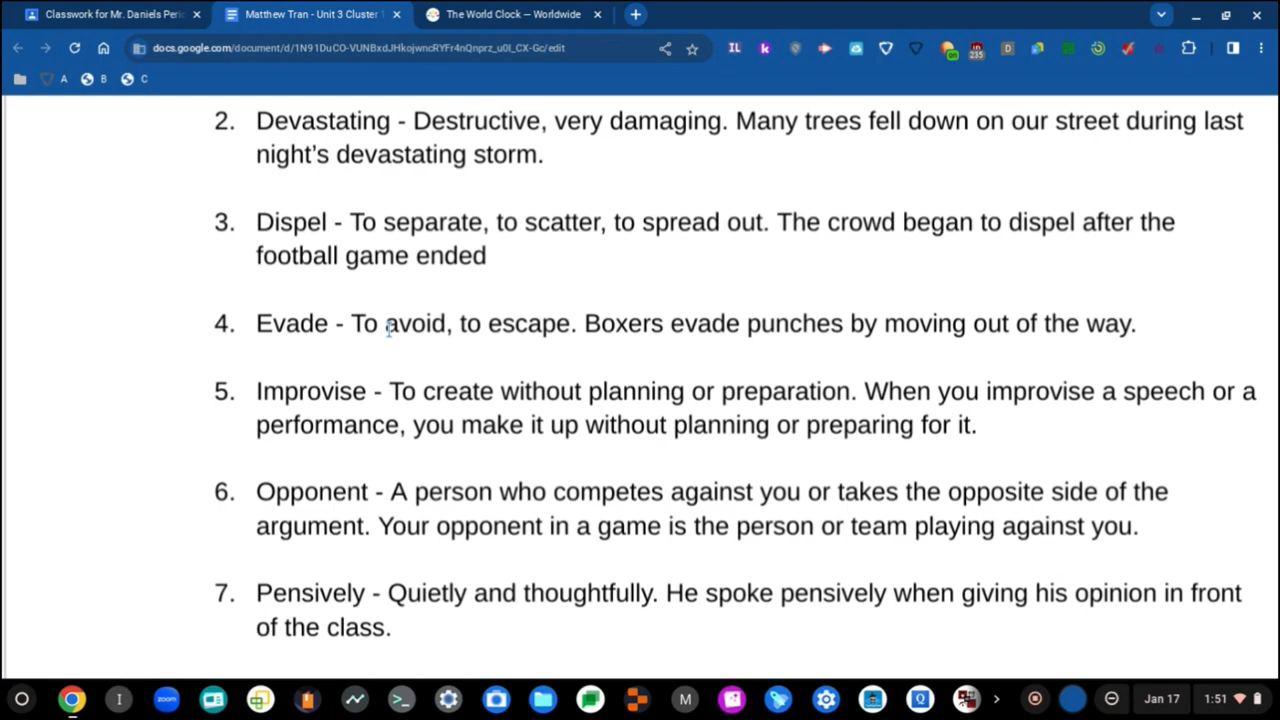 Classwork for Mr. Daniels Peri
Matthew Tran - Unit 3 Cluster
The World Clock — Worldwide
docs.google.com/document/d/1N91DuCO-VUNBxdJHkojwncRYFr4nQnprz_u0I_CX-Gc/edit
A B C
2. Devastating - Destructive, very damaging. Many trees fell down on our street during last
night's devastating storm.
3. Dispel - To separate, to scatter, to spread out. The crowd began to dispel after the
football game ended
4. Evade - To avoid, to escape. Boxers evade punches by moving out of the way.
5. Improvise - To create without planning or preparation. When you improvise a speech or a
performance, you make it up without planning or preparing for it.
6. Opponent - A person who competes against you or takes the opposite side of the
argument. Your opponent in a game is the person or team playing against you.
7. Pensively - Quietly and thoughtfully. He spoke pensively when giving his opinion in front
of the class.
Jan 17 1:51